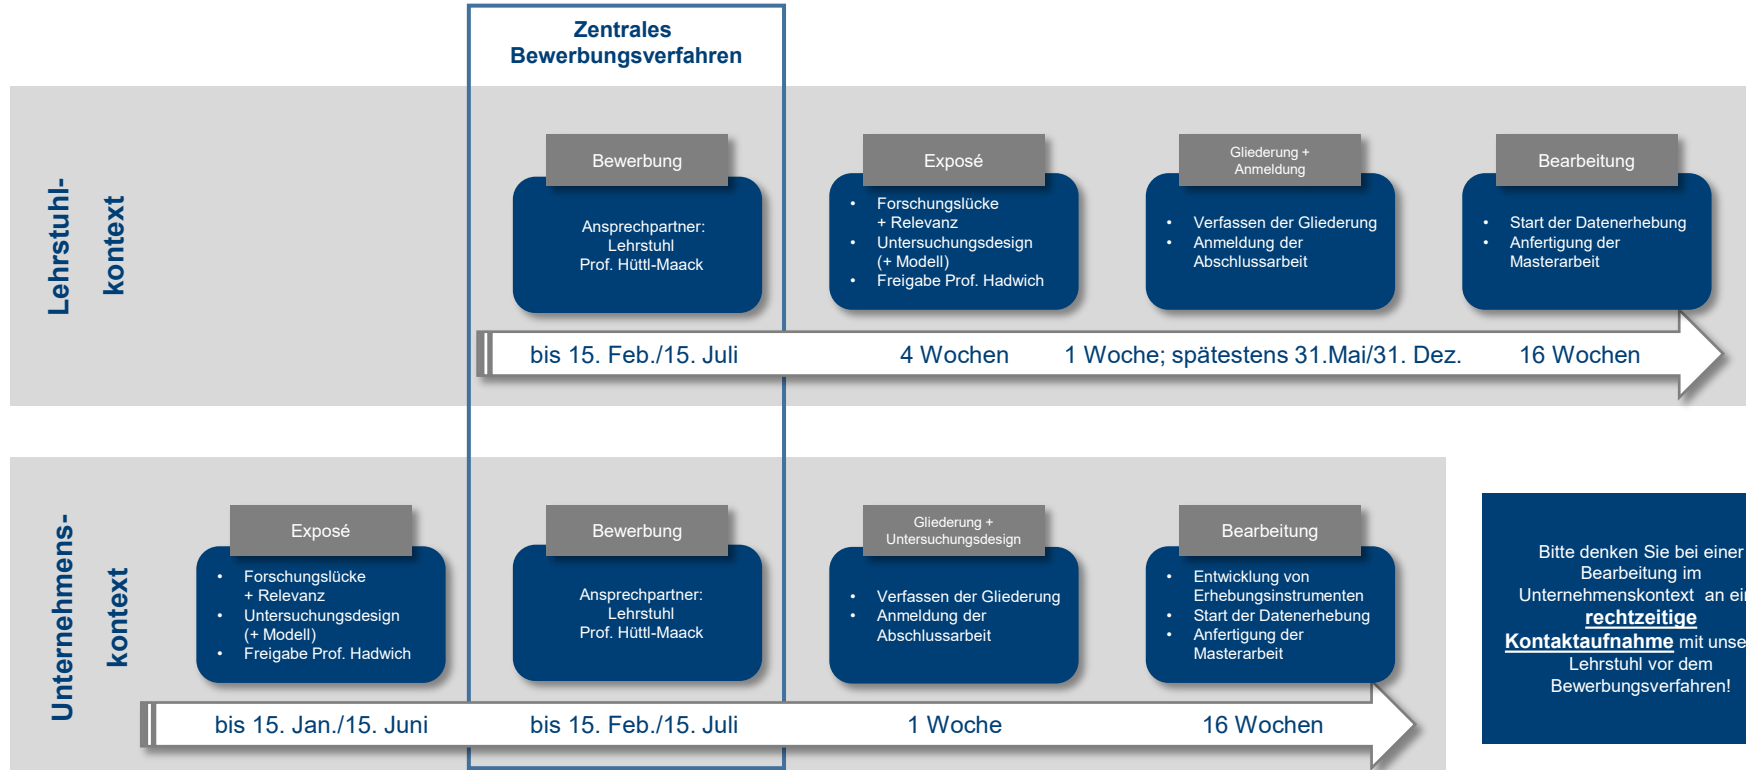 Zentrales
Bewerbungsverfahren
Lehrstuhl-
kontext
Bewerbung
Ansprechpartner:
Lehrstuhl
Prof. Hüttl-Maack
Exposé
• Forschungslücke
+ Relevanz
• Untersuchungsdesign
(+ Modell)
• Freigabe Prof. Hadwich
Gliederung +
Anmeldung
• Verfassen der Gliederung
• Anmeldung der
Abschlussarbeit
Bearbeitung
• Start der Datenerhebung
• Anfertigung der
Masterarbeit
bis 15. Feb./15. Juli
4 Wochen
1 Woche; spätestens 31.Mai/31. Dez.
16 Wochen
Unternehmens-
kontext
Exposé
• Forschungslücke
+ Relevanz
• Untersuchungsdesign
(+ Modell)
• Freigabe Prof. Hadwich
Bewerbung
Ansprechpartner:
Lehrstuhl
Prof. Hüttl-Maack
Gliederung +
Untersuchungsdesign
• Verfassen der Gliederung
• Anmeldung der
Abschlussarbeit
Bearbeitung
• Entwicklung von
Erhebungsinstrumenten
• Start der Datenerhebung
• Anfertigung der
Masterarbeit
bis 15. Jan./15. Juni
bis 15. Feb./15. Juli
1 Woche
16 Wochen
Bitte denken Sie bei einer
Bearbeitung im
Unternehmenskontext an
rechtzeitige
Kontaktaufnahme mit
Lehrstuhl vor dem
Bewerbungsverfahren!